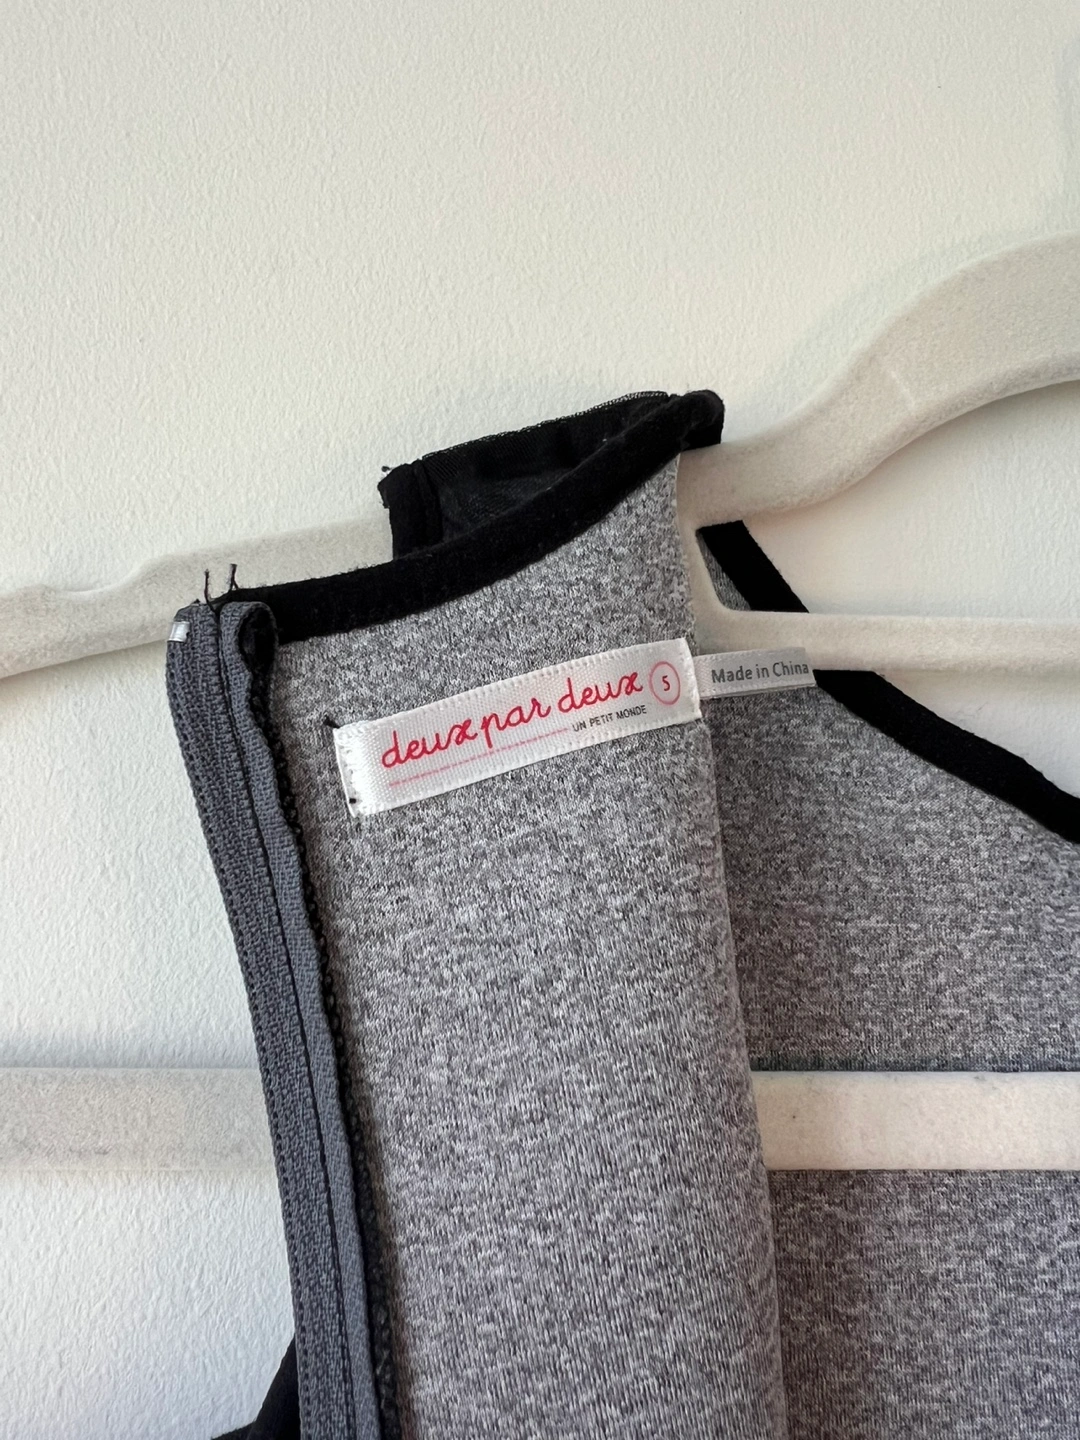 deux par deux 5
UN PETIT MONDE
Made in China